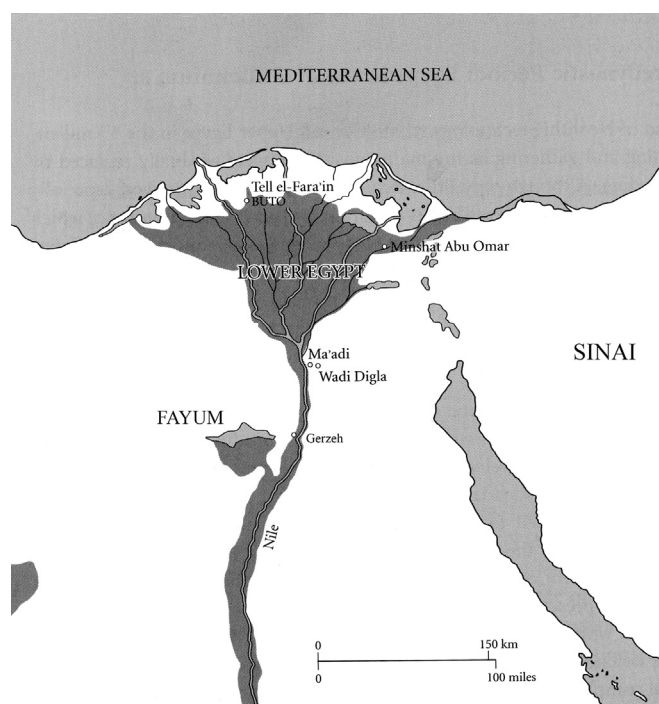 MEDITERRANEAN SEA
Tell el-Fara'in
BUTO
Minshat Abu Omar
LOWER EGYPT
SINAI
Ma'adi
Wadi Digla
FAYUM
Gerzeh
Nile
0 150 km
0 100 miles